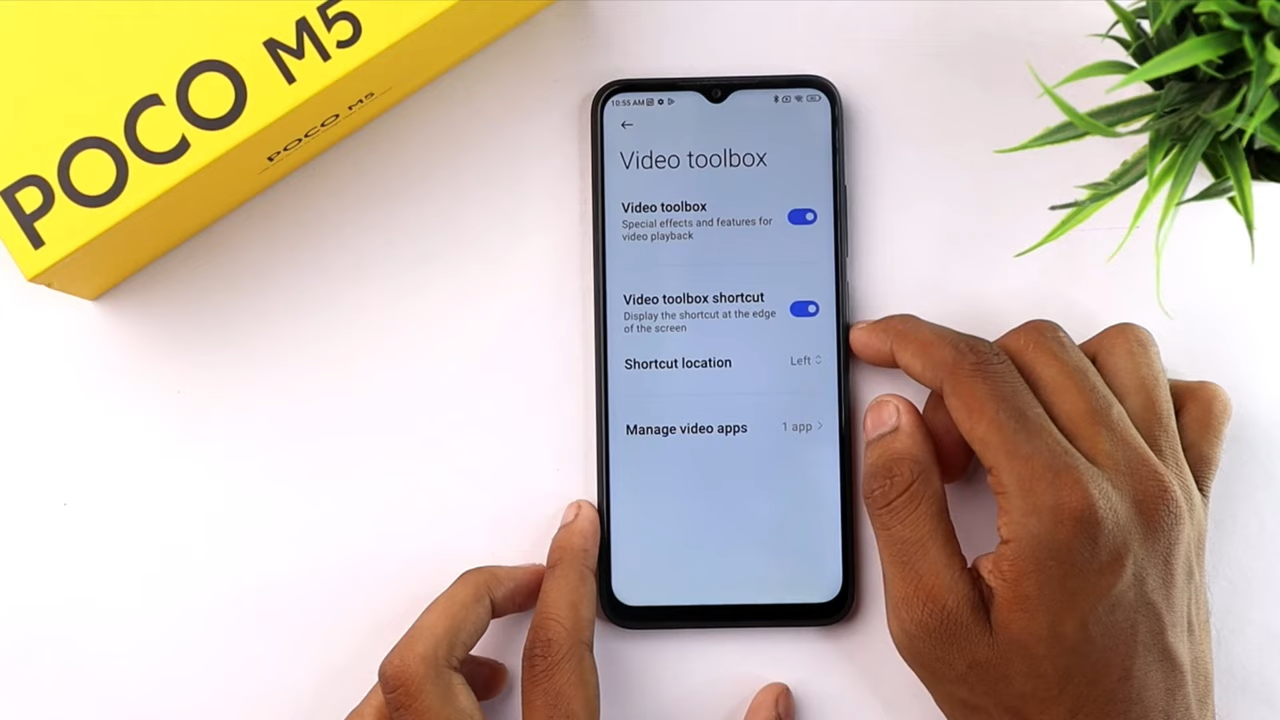 POCO M5
POCO M5
10:55 AM
Video toolbox
Video toolbox
Special effects and features for
video playback
Video toolbox shortcut
Display the shortcut at the edge
of the screen
Shortcut location
Left
Manage video apps
1 app